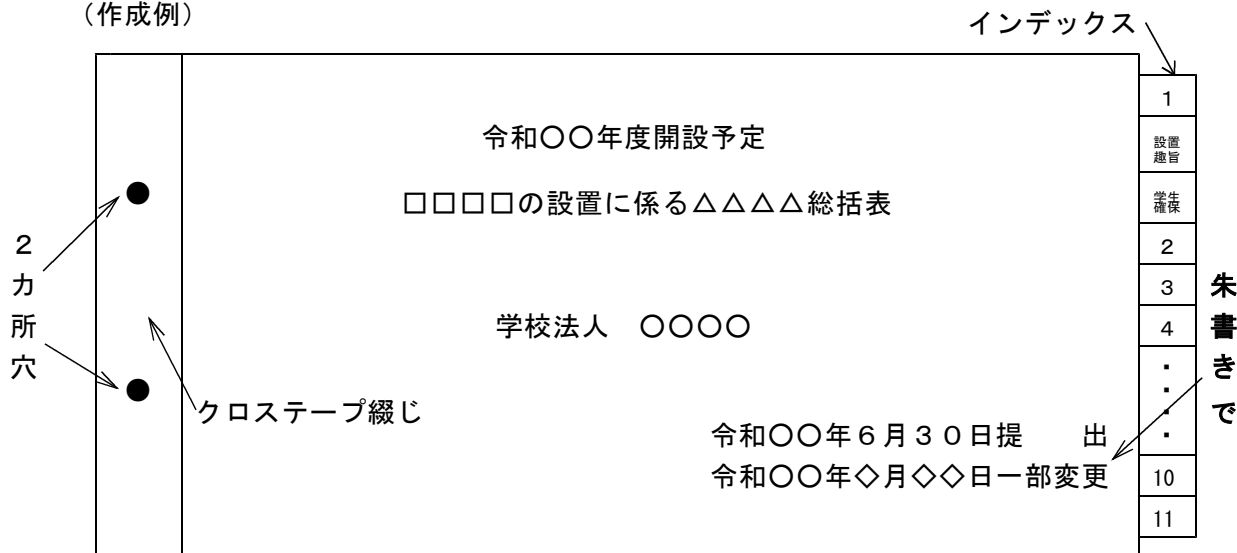 （作成例）
インデックス
令和〇〇年度開設予定
□□□□の設置に係る△△△△総括表
学校法人　〇〇〇〇
令和〇〇年６月３０日提　　出
令和〇〇年◇月◇◇日一部変更
２カ所穴
クロステープ綴じ
1
設置
趣旨
学生
確保
2
3
4
・
・
・
・
10
11
朱書きで